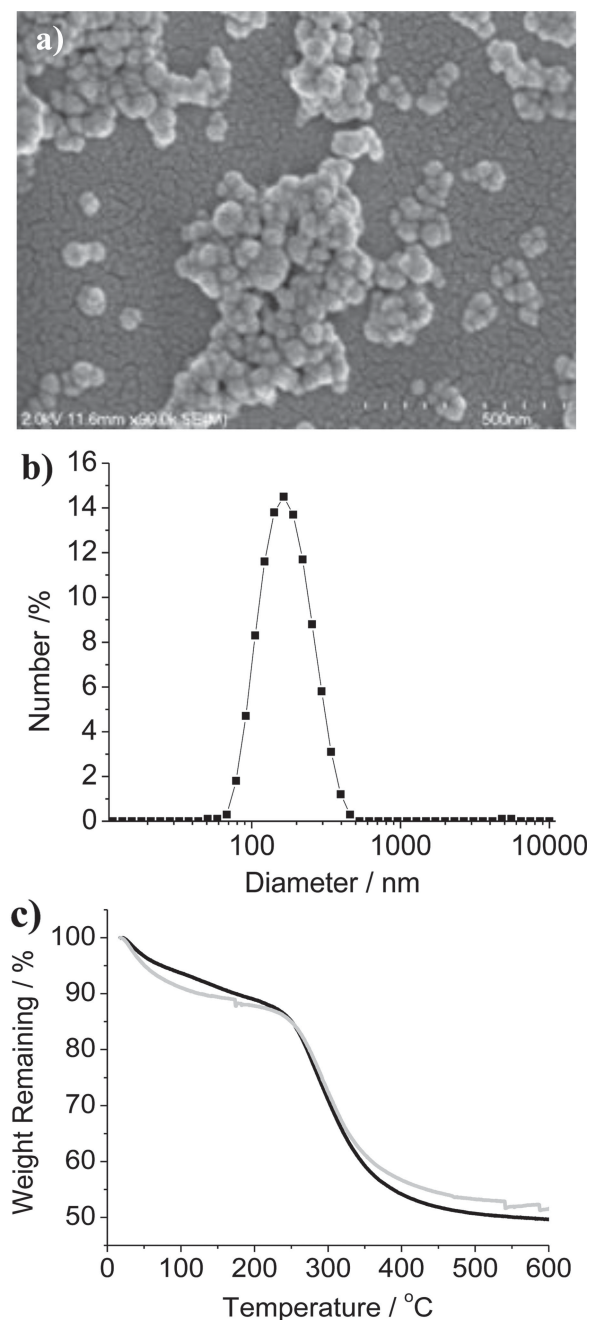 a)
2.0kV 11.6mm x90.0k SE(M)
500nm
b)
16
14
12
10
8
6
4
2
0
Number /%
100
1000
10000
Diameter / nm
c)
100
90
80
70
60
50
Weight Remaining / %
0 100 200 300 400 500 600
Temperature / °C